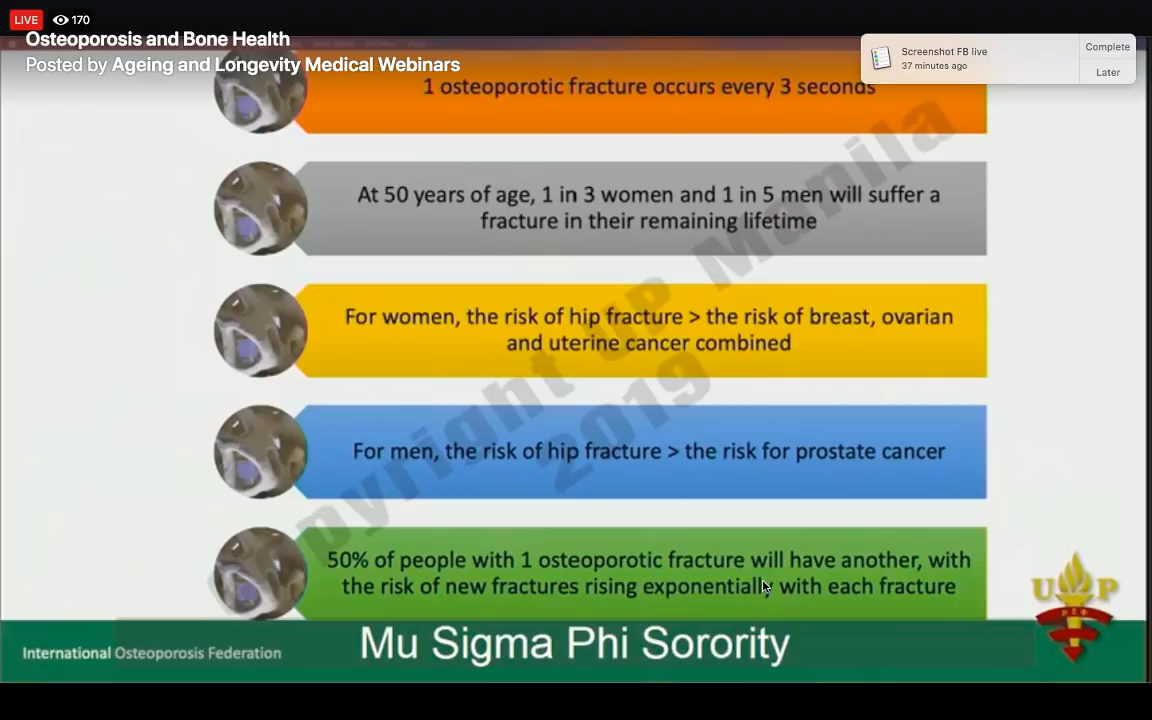 LIVE 170
Osteoporosis and Bone Health
Posted by Ageing and Longevity Medical Webinars
Screenshot FB live
37 minutes ago
Complete
Later
1 osteoporotic fracture occurs every 3 seconds
At 50 years of age, 1 in 3 women and 1 in 5 men will suffer a
fracture in their remaining lifetime
For women, the risk of hip fracture > the risk of breast, ovarian
and uterine cancer combined
For men, the risk of hip fracture > the risk for prostate cancer
50% of people with 1 osteoporotic fracture will have another, with
the risk of new fractures rising exponentially with each fracture
pyright UP Manila
2019
UP
ΜΣΦ
International Osteoporosis Federation
Mu Sigma Phi Sorority